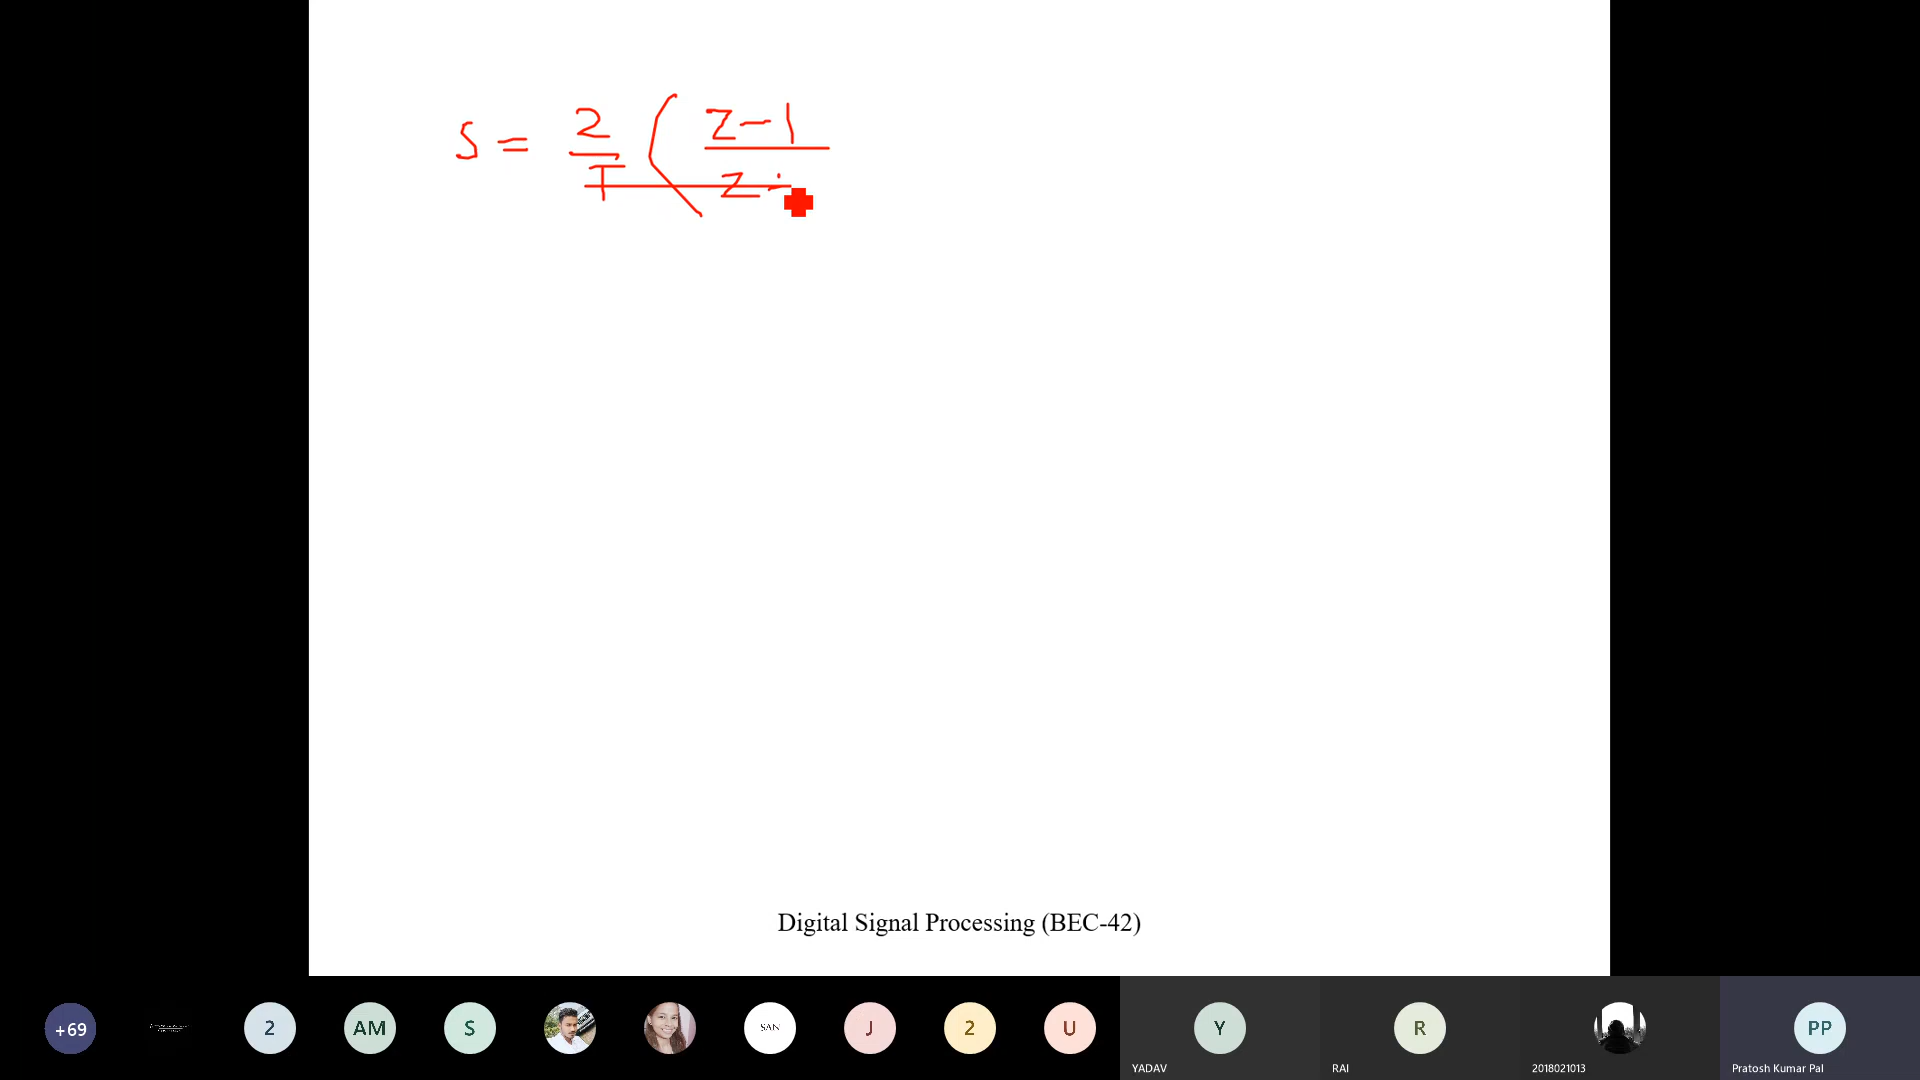 S = 2/T ( z-1 / z
Digital Signal Processing (BEC-42)
+69
2
AM
S
SAN
J
2
U
Y
R
PP
YADAV
RAI
2018021013
Pratosh Kumar Pal